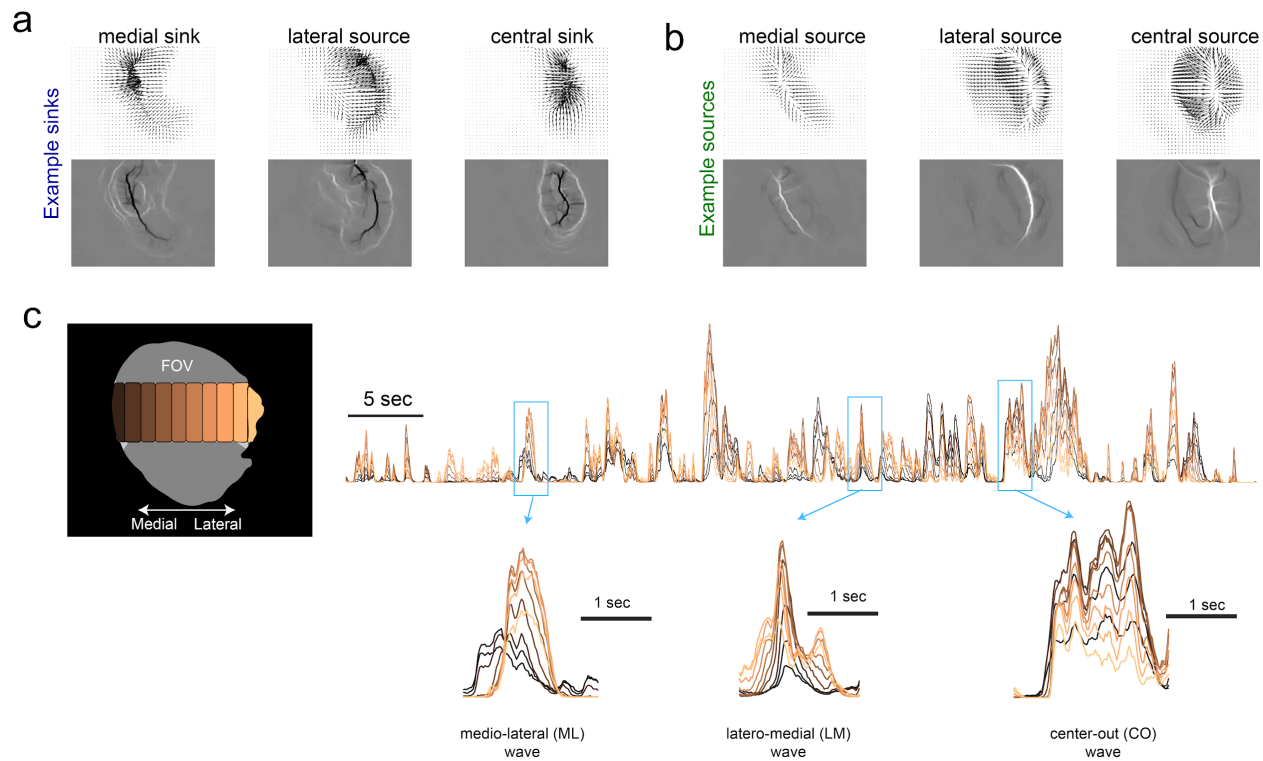 a
medial sink
lateral source
central sink
Example sinks
b
medial source
lateral source
central source
Example sources
c
FOV
Medial
Lateral
5 sec
1 sec
1 sec
1 sec
medio-lateral (ML)
wave
latero-medial (LM)
wave
center-out (CO)
wave